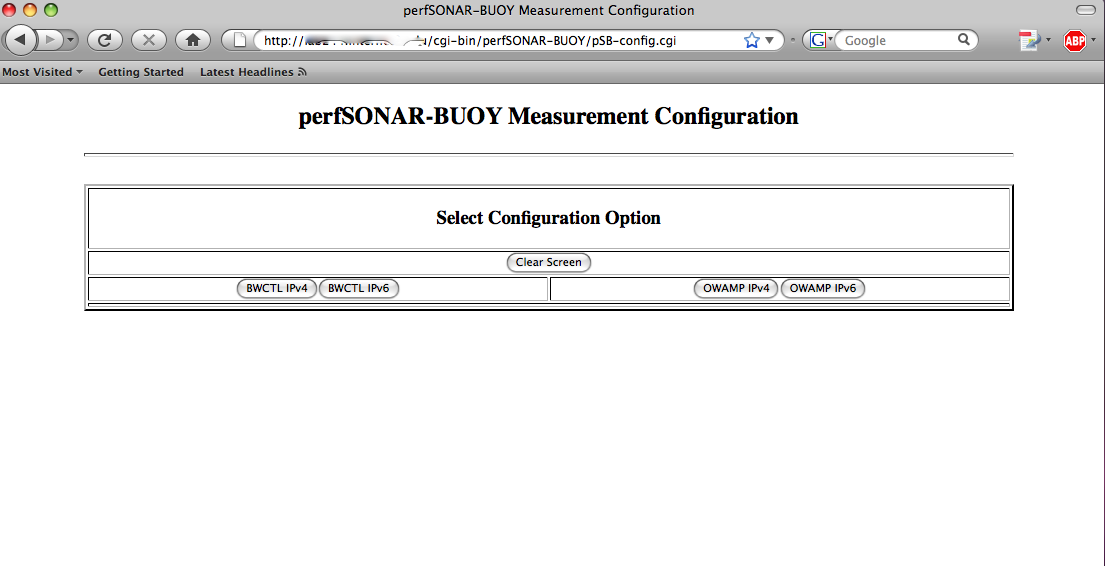 perfSONAR-BUOY Measurement Configuration
http:// /cgi-bin/perfSONAR-BUOY/pSB-config.cgi
G Google
ABP
Most Visited Getting Started Latest Headlines
perfSONAR-BUOY Measurement Configuration
Select Configuration Option
Clear Screen
BWCTL IPv4 BWCTL IPv6 OWAMP IPv4 OWAMP IPv6